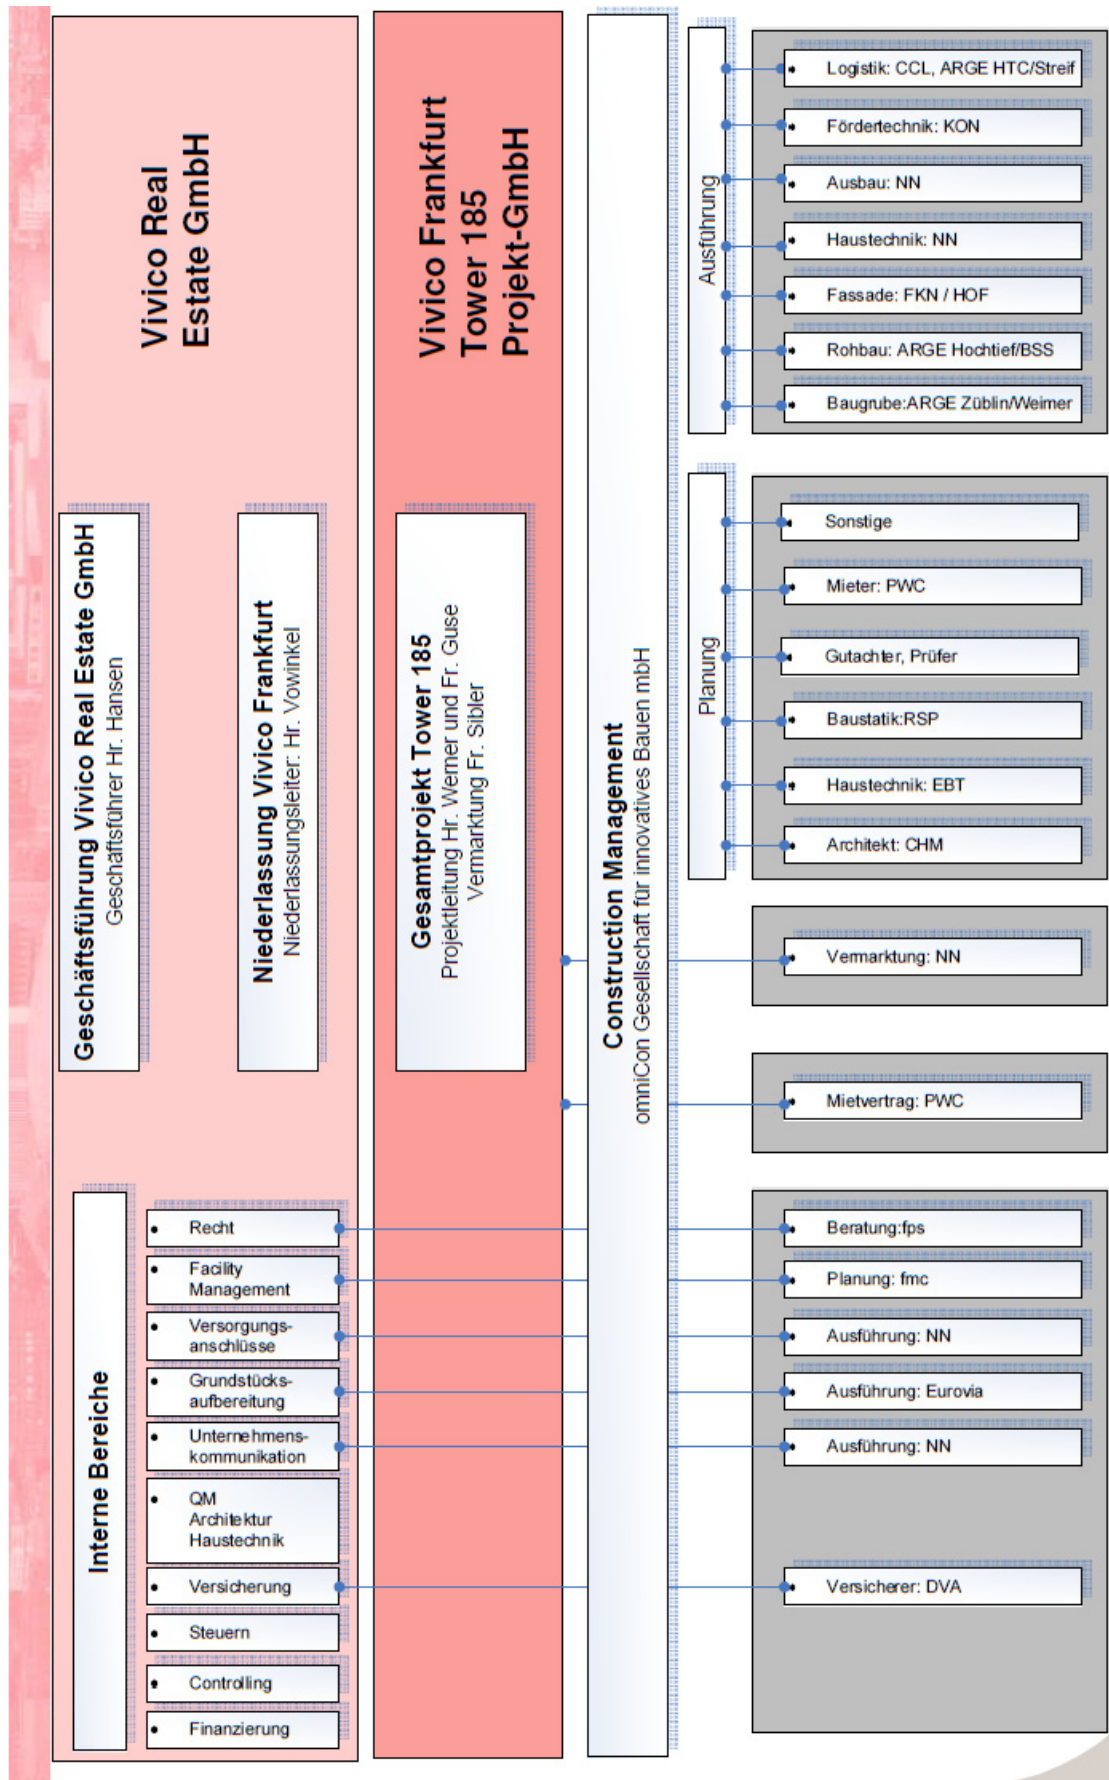 Vivico Real
Estate GmbH
Geschäftsführung Vivico Real Estate GmbH
Geschäftsführer Hr. Hansen
Niederlassung Vivico Frankfurt
Niederlassungsleiter: Hr. Vowinkel
Interne Bereiche
Recht
Facility
Management
Versorgungs-
anschlüsse
Grundstücks-
aufbereitung
Unternehmens-
kommunikation
QM
Architektur
Haustechnik
Versicherung
Steuern
Controlling
Finanzierung
Vivico Frankfurt
Tower 185
Projekt-GmbH
Gesamtprojekt Tower 185
Projektleitung Hr. Werner und Fr. Guse
Vermarktung Fr. Sibler
Construction Management
omniCon Gesellschaft für innovatives Bauen mbH
Ausführung
Logistik: CCL, ARGE HTC/Streif
Fördertechnik: KON
Ausbau: NN
Haustechnik: NN
Fassade: FKN / HOF
Rohbau: ARGE Hochtief/BSS
Baugrube:ARGE Züblin/Weimer
Planung
Sonstige
Mieter: PWC
Gutachter, Prüfer
Baustatik:RSP
Haustechnik: EBT
Architekt: CHM
Vermarktung: NN
Mietvertrag: PWC
Beratung:fps
Planung: fmc
Ausführung: NN
Ausführung: Eurovia
Ausführung: NN
Versicherer: DVA